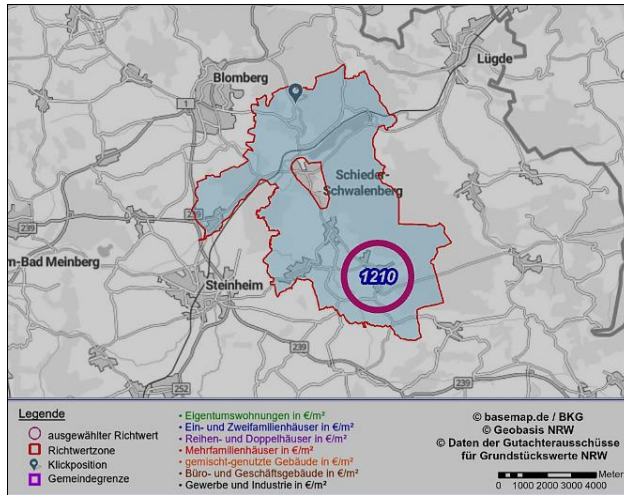 Lügde
Blomberg
1
Schieder-
Schwalenberg
239
239
m-Bad Meinberg
1210
Steinheim
239
252
Legende
ausgewählter Richtwert
Richtwertzone
Klickposition
Gemeindegrenze
• Eigentumswohnungen in €/m²
• Ein- und Zweifamilienhäuser in €/m²
• Reihen- und Doppelhäuser in €/m²
• Mehrfamilienhäuser in €/m²
• gemischt-genutzte Gebäude in €/m²
• Büro- und Geschäftsgebäude in €/m²
• Gewerbe und Industrie in €/m²
© basemap.de / BKG
© Geobasis NRW
© Daten der Gutachterausschüsse
für Grundstückswerte NRW
Meter
0 1000 2000 3000 4000